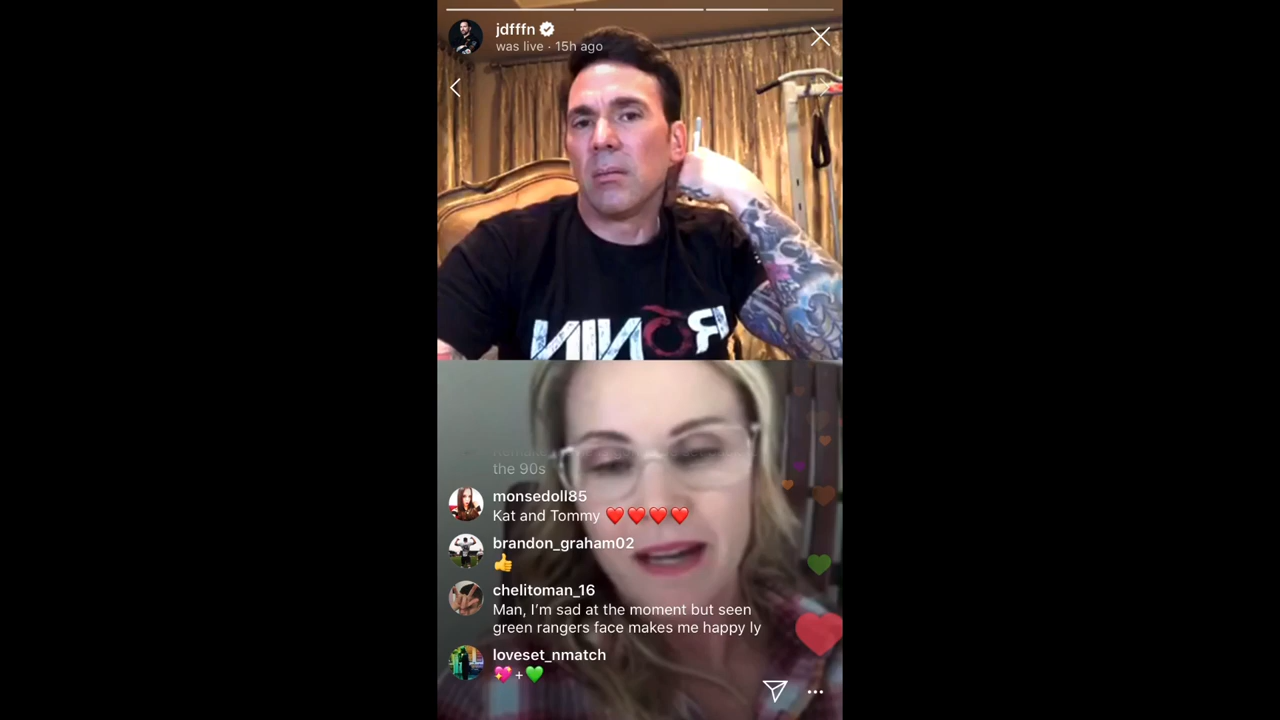 jdfffn
was live · 15h ago
RONIN
the 90s
monsedoll85
Kat and Tommy ❤️❤️❤️❤️
brandon_graham02
👍
chelitoman_16
Man, I'm sad at the moment but seen
green rangers face makes me happy ly
loveset_nmatch
💖+💚